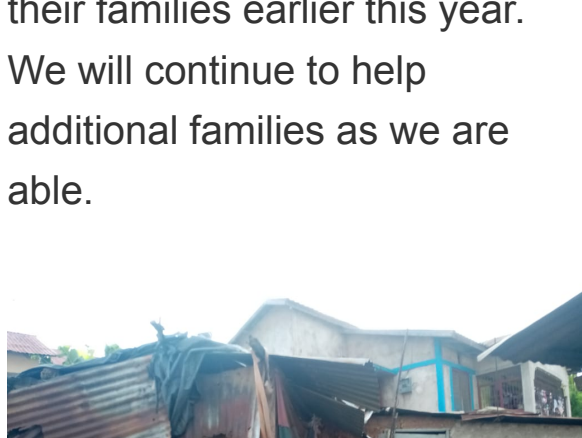 their families earlier this year.
We will continue to help
additional families as we are
able.